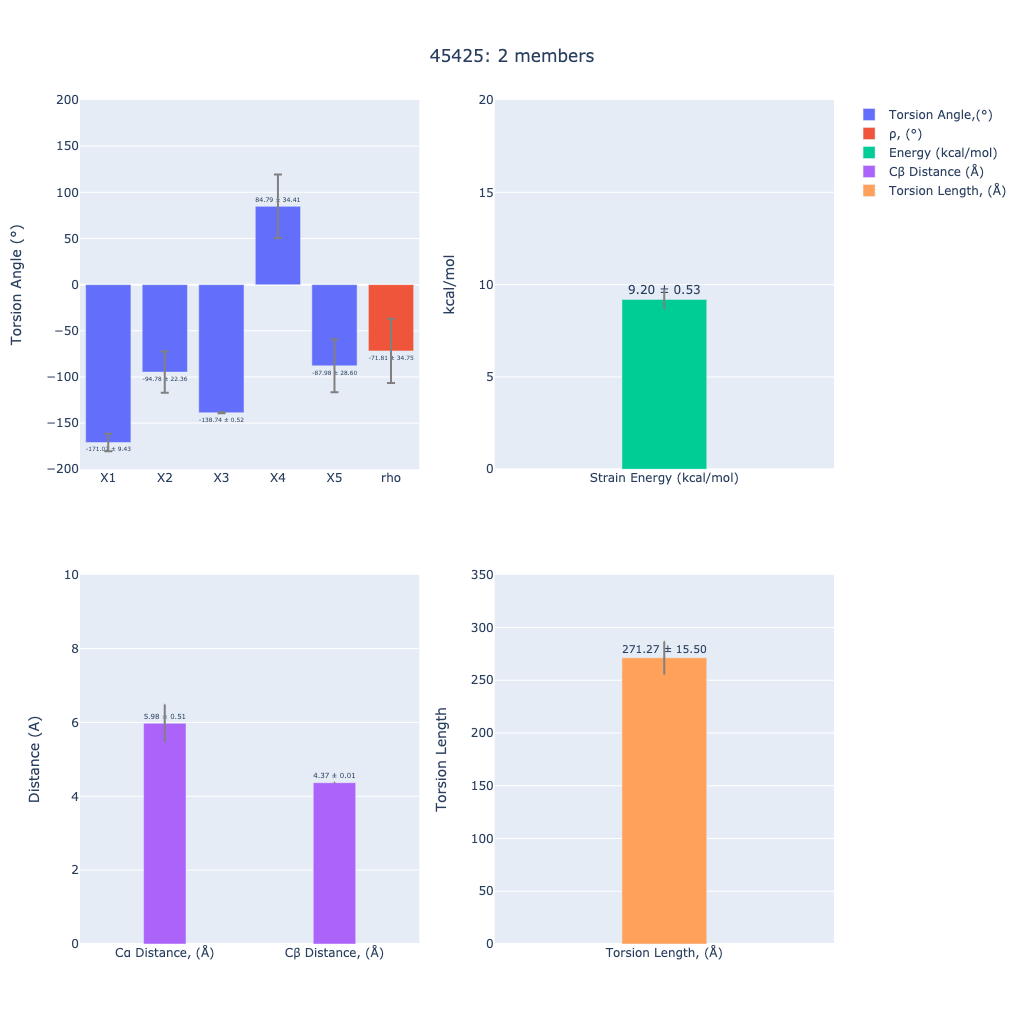 45425: 2 members
Torsion Angle (°)
200
150
100
50
0
−50
−100
−150
−200
84.79 ± 34.41
-71.81 ± 34.75
-94.78 ± 22.36
-87.98 ± 28.60
-138.74 ± 0.52
± 9.43
X1 X2 X3 X4 X5 rho
kcal/mol
20
15
10
5
0
9.20 ± 0.53
Strain Energy (kcal/mol)
Torsion Angle,(°)
ρ, (°)
Energy (kcal/mol)
Cβ Distance (Å)
Torsion Length, (Å)
Distance (A)
10
8
6
4
2
0
5.98 ± 0.51
4.37 ± 0.01
Cα Distance, (Å) Cβ Distance, (Å)
Torsion Length
350
300
250
200
150
100
50
0
271.27 ± 15.50
Torsion Length, (Å)